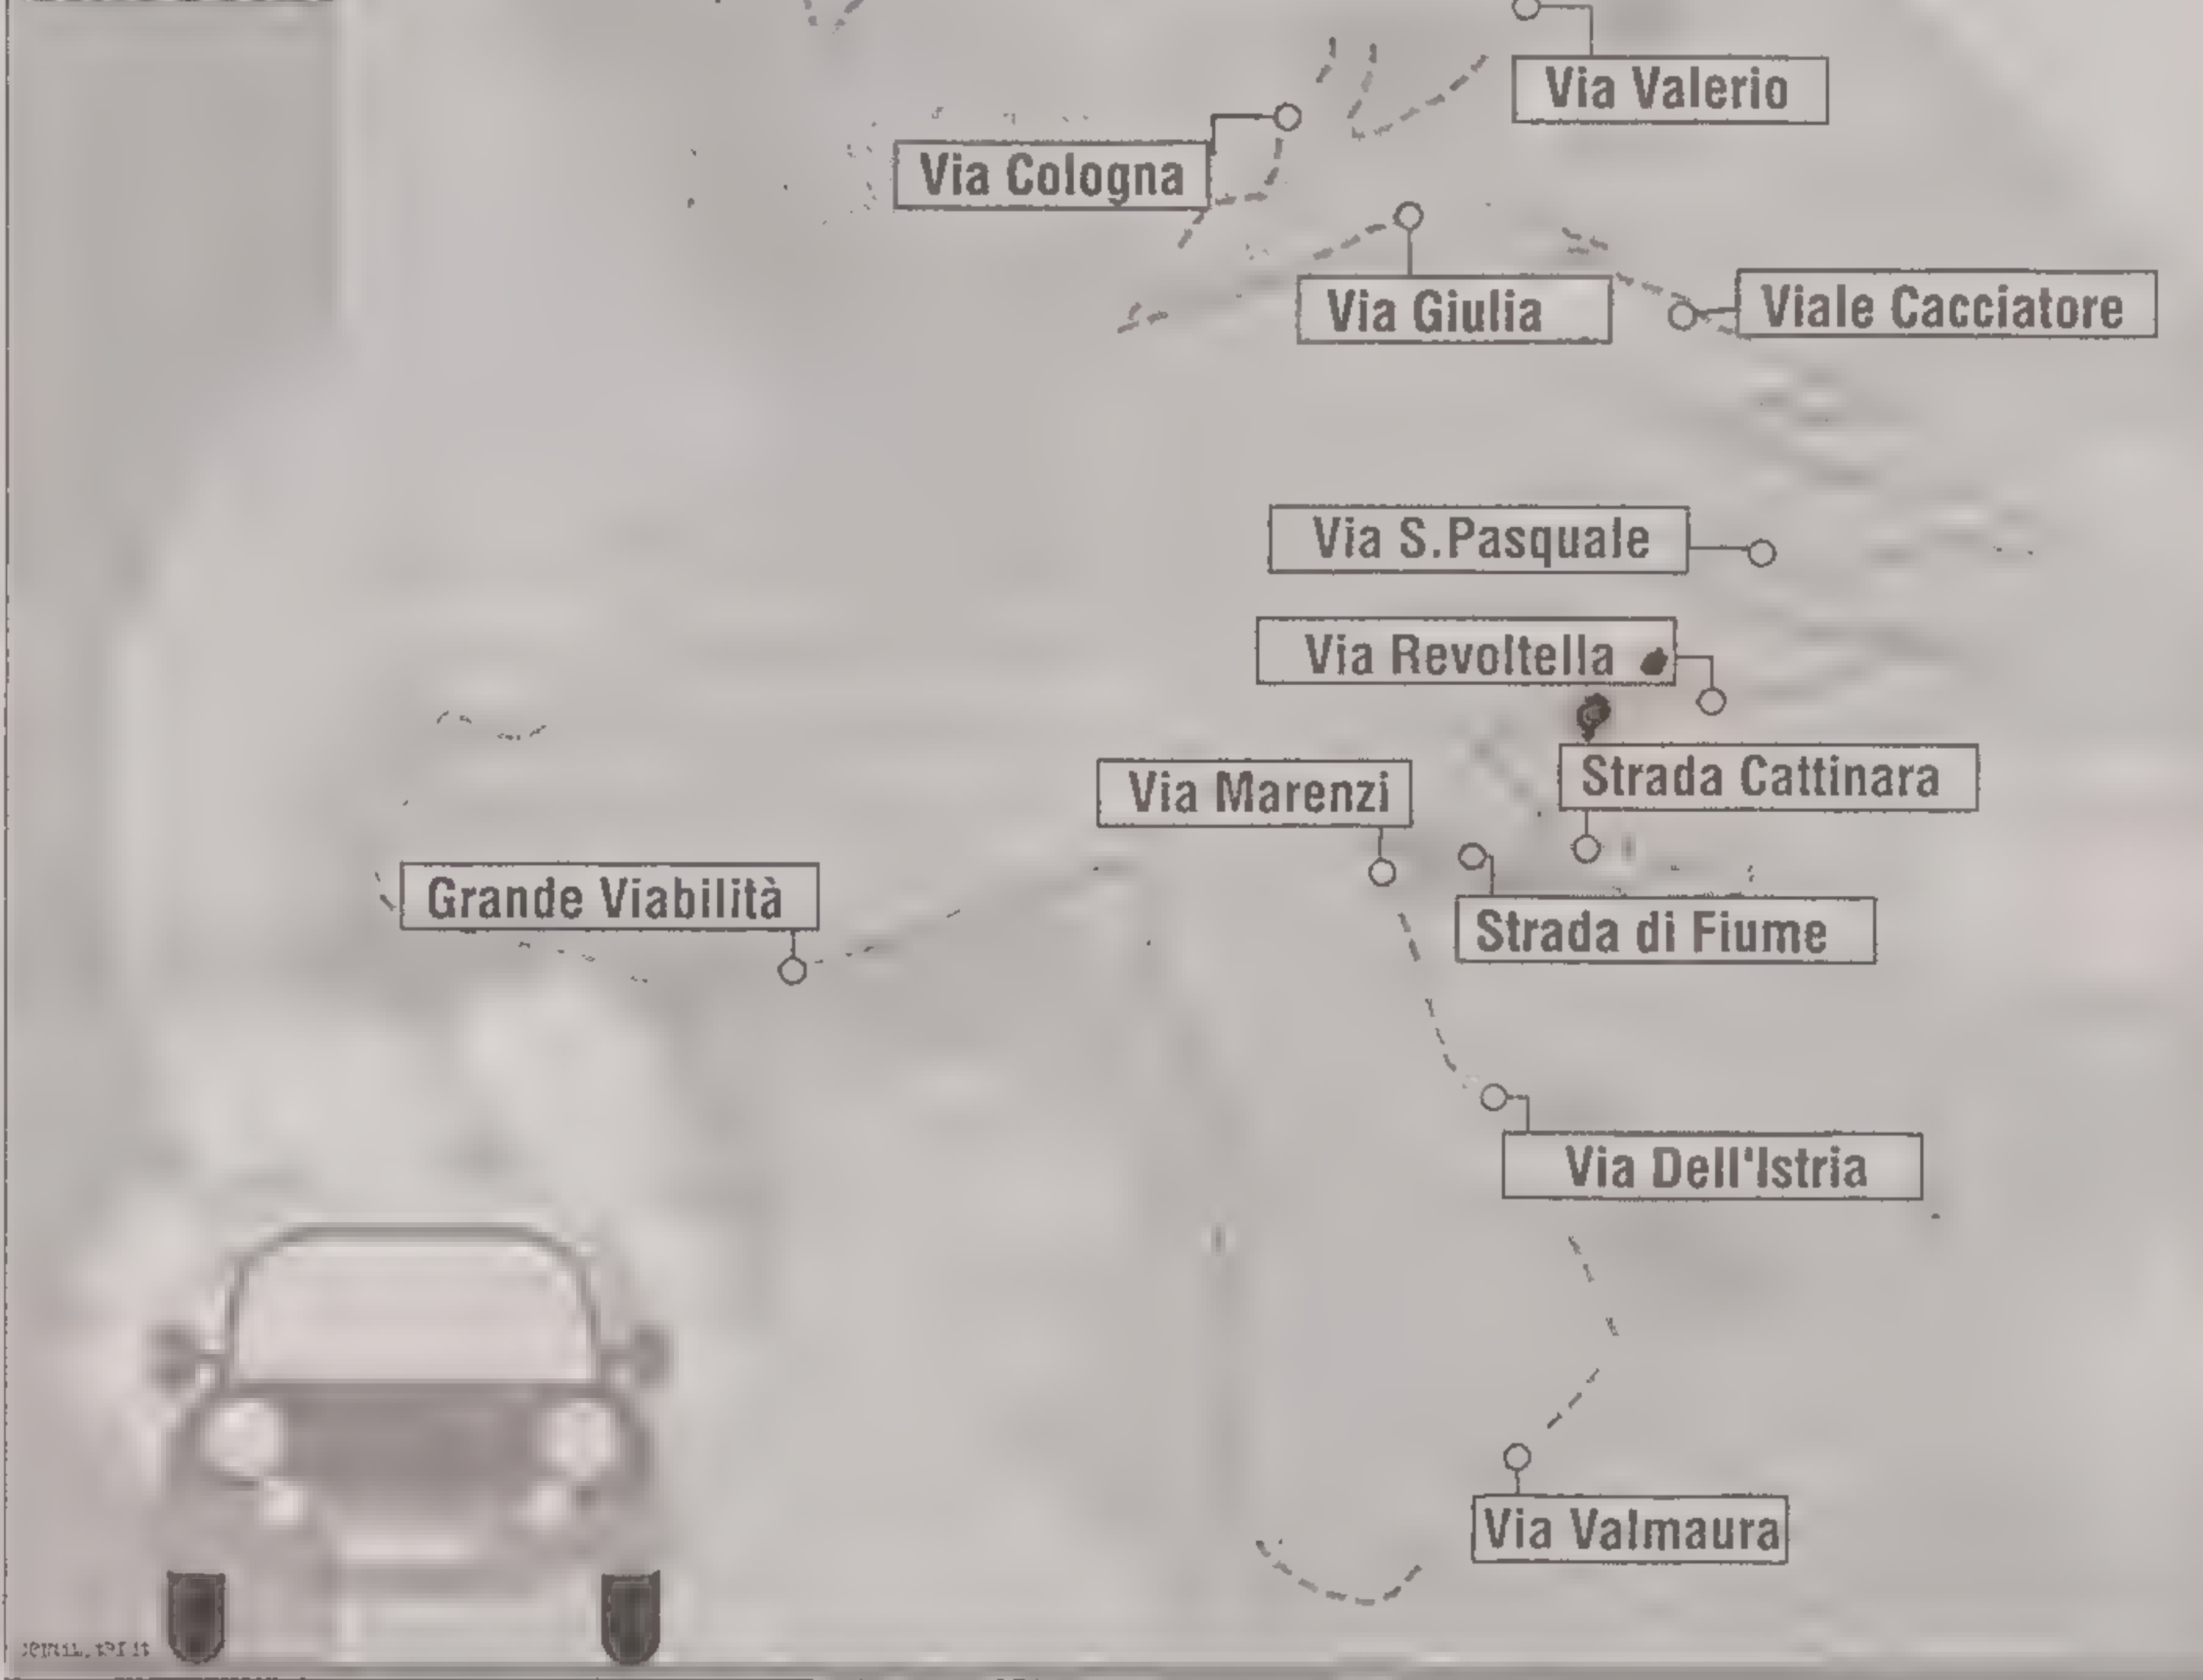 Via Valerio
Via Cologna
Via Giulia
Viale Cacciatore
Via S.Pasquale
Via Revoltella
Strada Cattinara
Via Marenzi
Grande Viabilità
Strada di Fiume
Via Dell'Istria
Via Valmaura